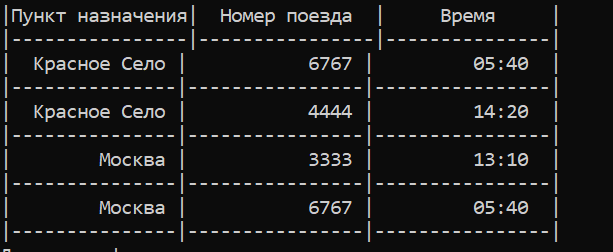 |Пункт назначения|  Номер поезда  |     Время     |
|----------------|----------------|---------------|
|  Красное Село |           6767 |         05:40  |
|---------------|----------------|----------------|
|  Красное Село |           4444 |         14:20  |
|---------------|----------------|----------------|
|        Москва |           3333 |         13:10  |
|---------------|----------------|----------------|
|        Москва |           6767 |         05:40  |
|---------------|----------------|----------------|